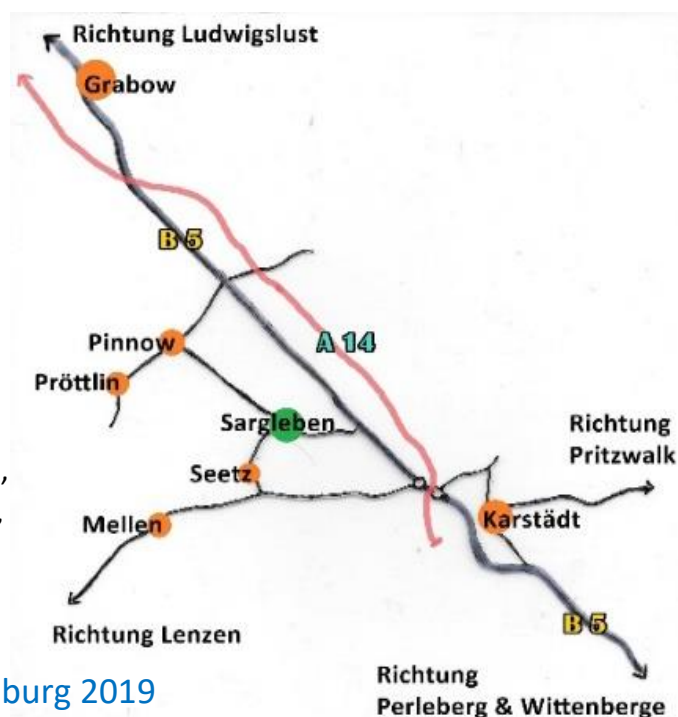 Richtung Ludwigslust
Grabow
B 5
A 14
Pinnow
Pröttlin
Sargleben
Richtung
Pritzwalk
Seetz
,
,
Mellen
Karstädt
Richtung Lenzen
B 5
burg 2019
Richtung
Perleberg & Wittenberge